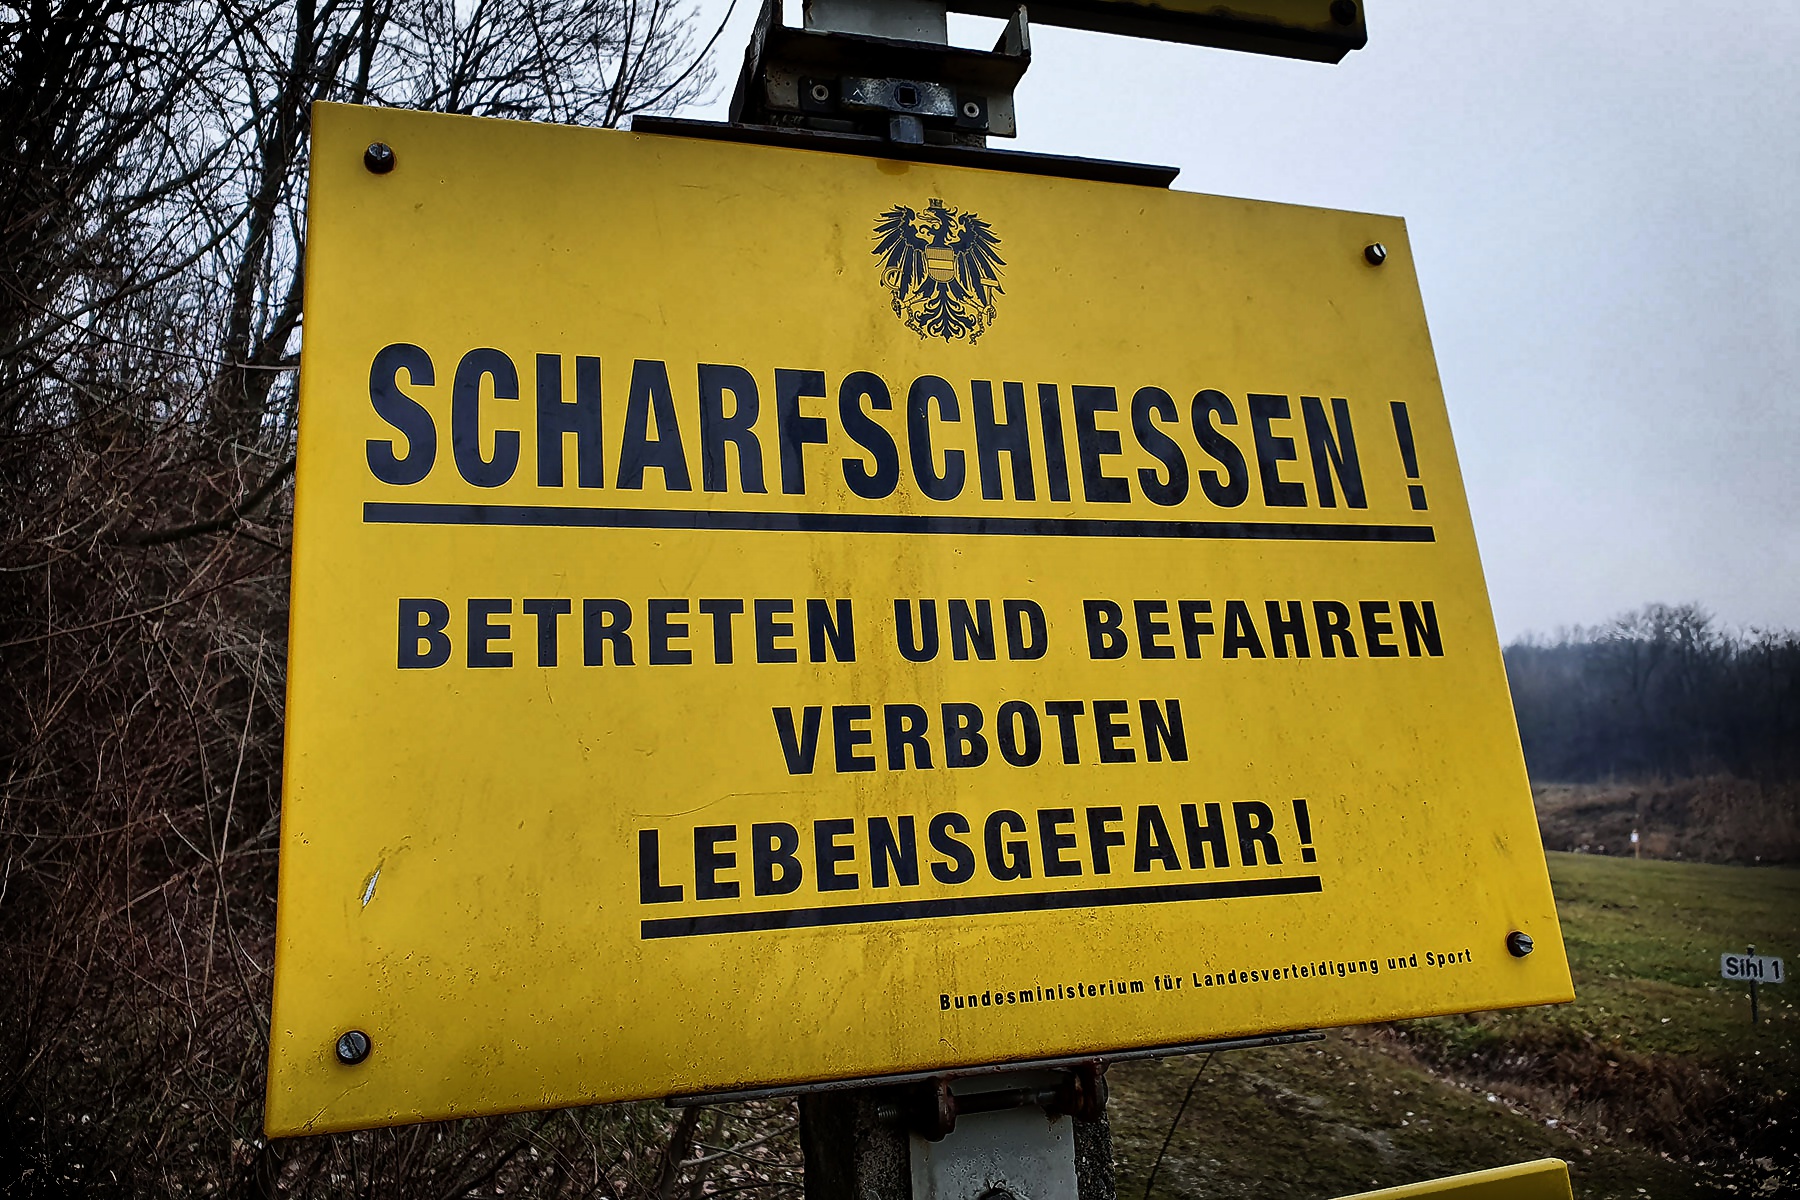 SCHARFSCHIESSEN !
BETRETEN UND BEFAHREN
VERBOTEN
LEBENSGEFAHR!
Bundesministerium für Landesverteidigung und Sport
Sihl 1